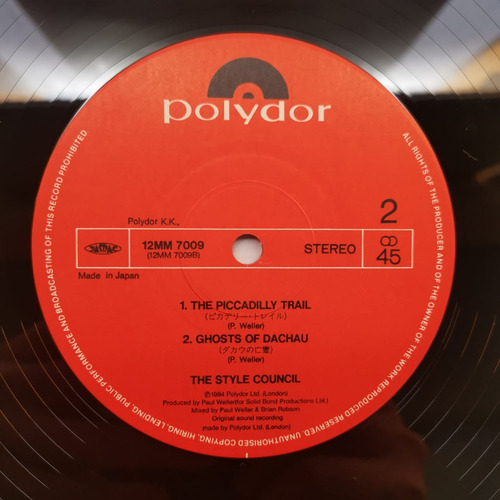 polydor
Polydor K.K.,
JASRAC
12MM 7009
(12MM 7009B)
Made in Japan
STEREO
2
45
1. THE PICCADILLY TRAIL
(ピカデリー・トレイル)
(P. Weller)
2. GHOSTS OF DACHAU
(ダカウの亡霊)
(P. Weller)
THE STYLE COUNCIL
Ⓟ1984 Polydor Ltd. (London)
Produced by Paul Weller(for Solid Bond Productions Ltd.)
Mixed by Paul Weller & Brian Robson
Original sound recording
made by Polydor Ltd. (London)
ALL RIGHTS OF THE PRODUCER AND OF THE OWNER OF THE WORK REPRODUCED RESERVED. UNAUTHORISED COPYING, HIRING, LENDING, PUBLIC PERFORMANCE AND BROADCASTING OF THIS RECORD PROHIBITED